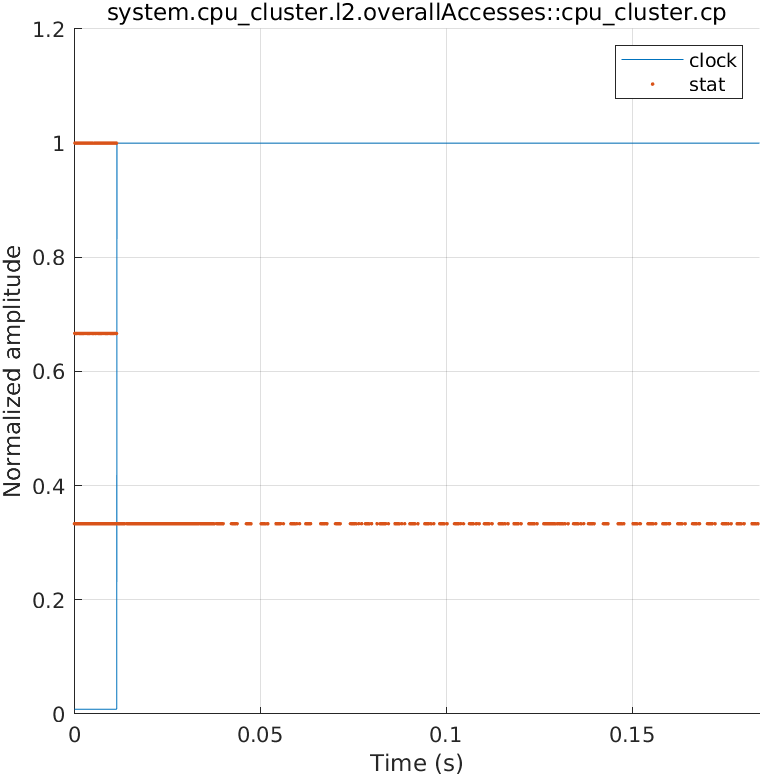 system.cpu_cluster.l2.overallAccesses::cpu_cluster.cp
clock
stat
Normalized amplitude
1.2
1
0.8
0.6
0.4
0.2
0
0 0.05 0.1 0.15
Time (s)